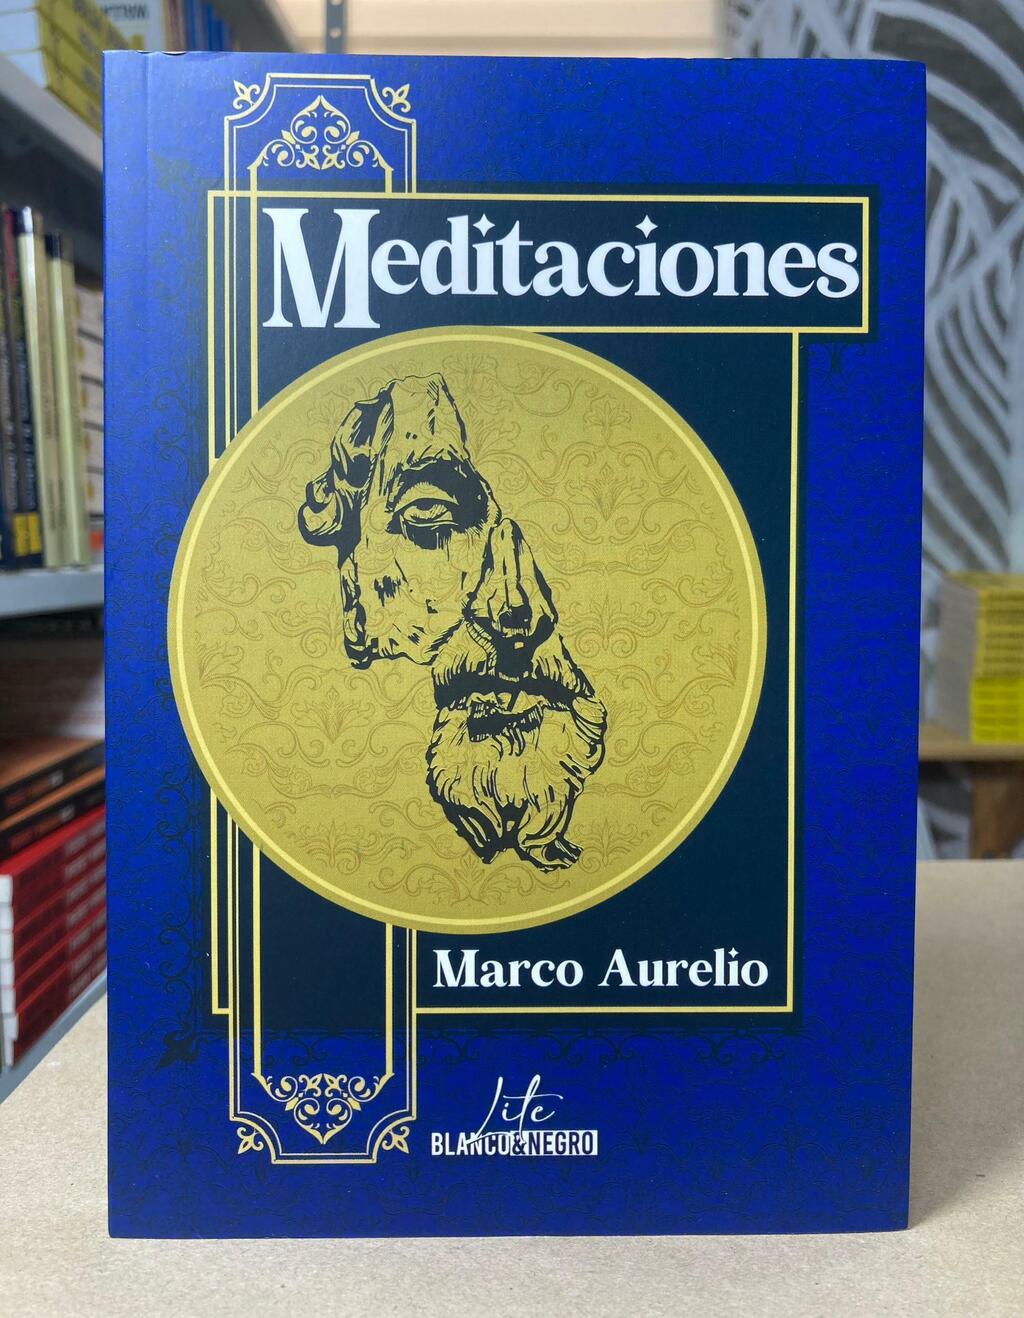 Meditaciones
Marco Aurelio
Lite
BLANCO&NEGRO